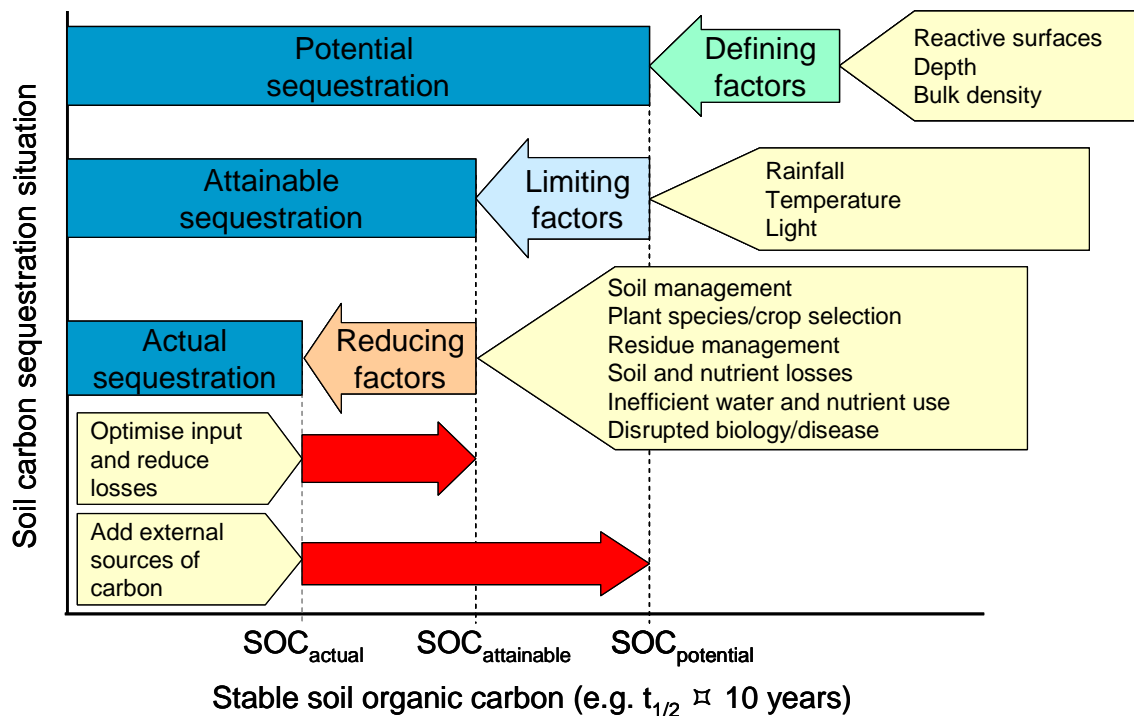 Soil carbon sequestration situation
Potential
sequestration
Defining
factors
Reactive surfaces
Depth
Bulk density
Attainable
sequestration
Limiting
factors
Rainfall
Temperature
Light
Actual
sequestration
Reducing
factors
Soil management
Plant species/crop selection
Residue management
Soil and nutrient losses
Inefficient water and nutrient use
Disrupted biology/disease
Optimise input
and reduce
losses
Add external
sources of
carbon
SOCactual
SOCattainable
SOCpotential
Stable soil organic carbon (e.g. t1/2 ¤ 10 years)